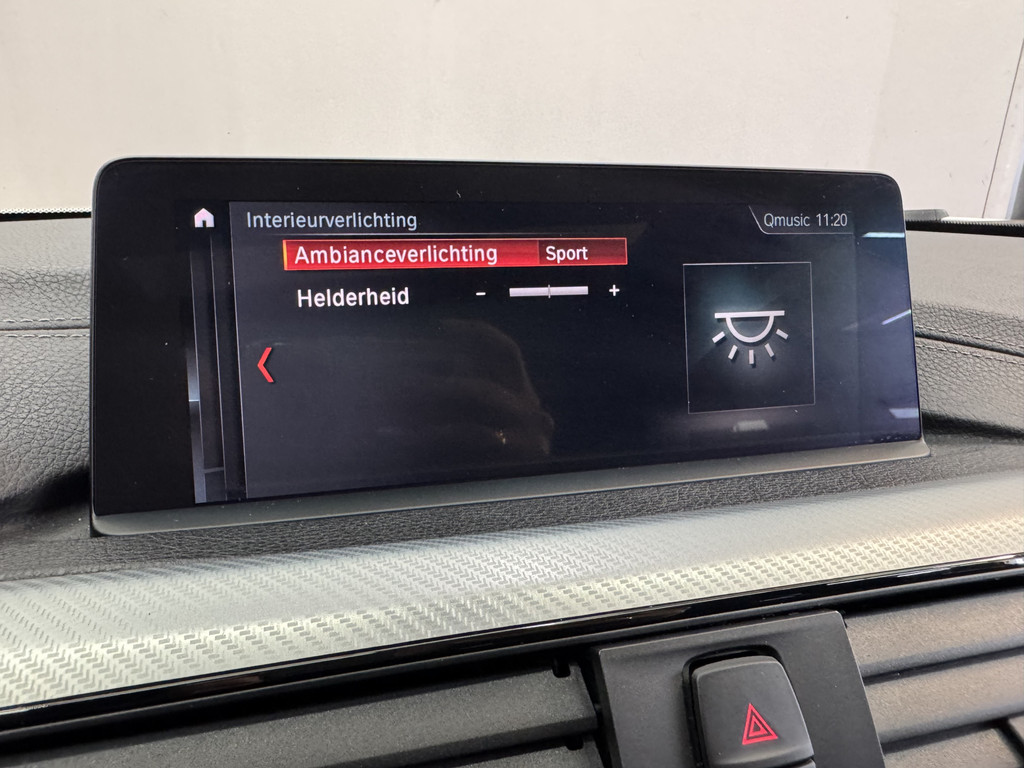 Interieurverlichting
Qmusic 11:20
Ambianceverlichting Sport
Helderheid - +